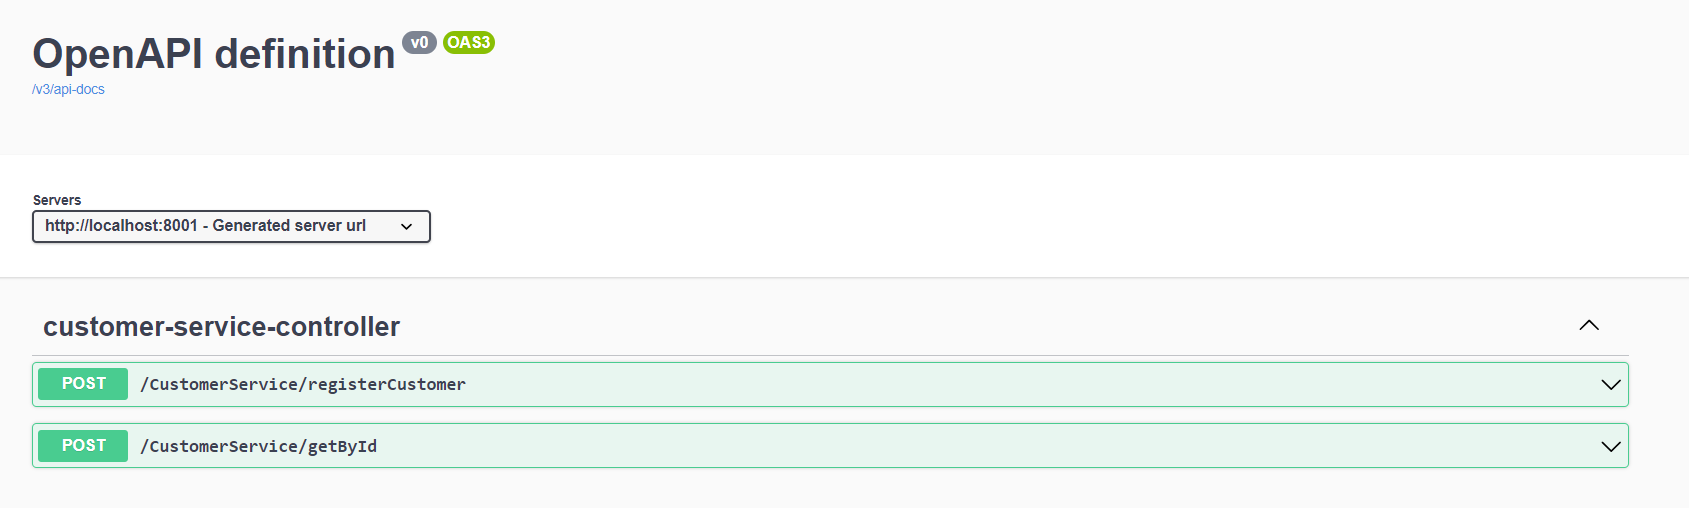 OpenAPI definition v0 OAS3
/v3/api-docs
Servers
http://localhost:8001 - Generated server url
customer-service-controller
POST /CustomerService/registerCustomer
POST /CustomerService/getById